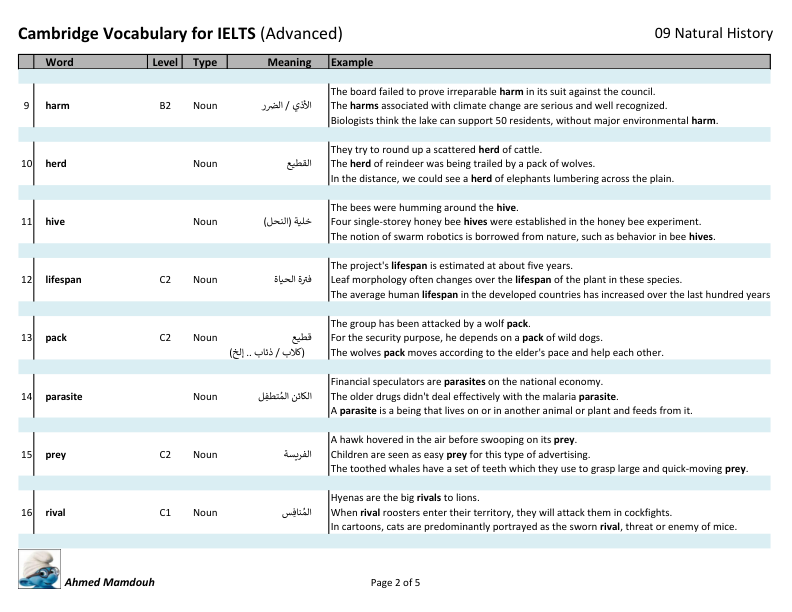 Cambridge Vocabulary for IELTS (Advanced) 09 Natural History
Word Level Type Meaning Example
9 harm B2 Noun الأذي / الضرر
The board failed to prove irreparable harm in its suit against the council.
The harms associated with climate change are serious and well recognized.
Biologists think the lake can support 50 residents, without major environmental harm.
10 herd Noun القطيع
They try to round up a scattered herd of cattle.
The herd of reindeer was being trailed by a pack of wolves.
In the distance, we could see a herd of elephants lumbering across the plain.
11 hive Noun خلية (النحل)
The bees were humming around the hive.
Four single-storey honey bee hives were established in the honey bee experiment.
The notion of swarm robotics is borrowed from nature, such as behavior in bee hives.
12 lifespan C2 Noun فترة الحياة
The project's lifespan is estimated at about five years.
Leaf morphology often changes over the lifespan of the plant in these species.
The average human lifespan in the developed countries has increased over the last hundred years
13 pack C2 Noun قطيع
(كلاب / ذئاب .. إلخ)
The group has been attacked by a wolf pack.
For the security purpose, he depends on a pack of wild dogs.
The wolves pack moves according to the elder's pace and help each other.
14 parasite Noun الكائن المُتطفِل
Financial speculators are parasites on the national economy.
The older drugs didn't deal effectively with the malaria parasite.
A parasite is a being that lives on or in another animal or plant and feeds from it.
15 prey C2 Noun الفريسة
A hawk hovered in the air before swooping on its prey.
Children are seen as easy prey for this type of advertising.
The toothed whales have a set of teeth which they use to grasp large and quick-moving prey.
16 rival C1 Noun المُنافِس
Hyenas are the big rivals to lions.
When rival roosters enter their territory, they will attack them in cockfights.
In cartoons, cats are predominantly portrayed as the sworn rival, threat or enemy of mice.
Ahmed Mamdouh Page 2 of 5